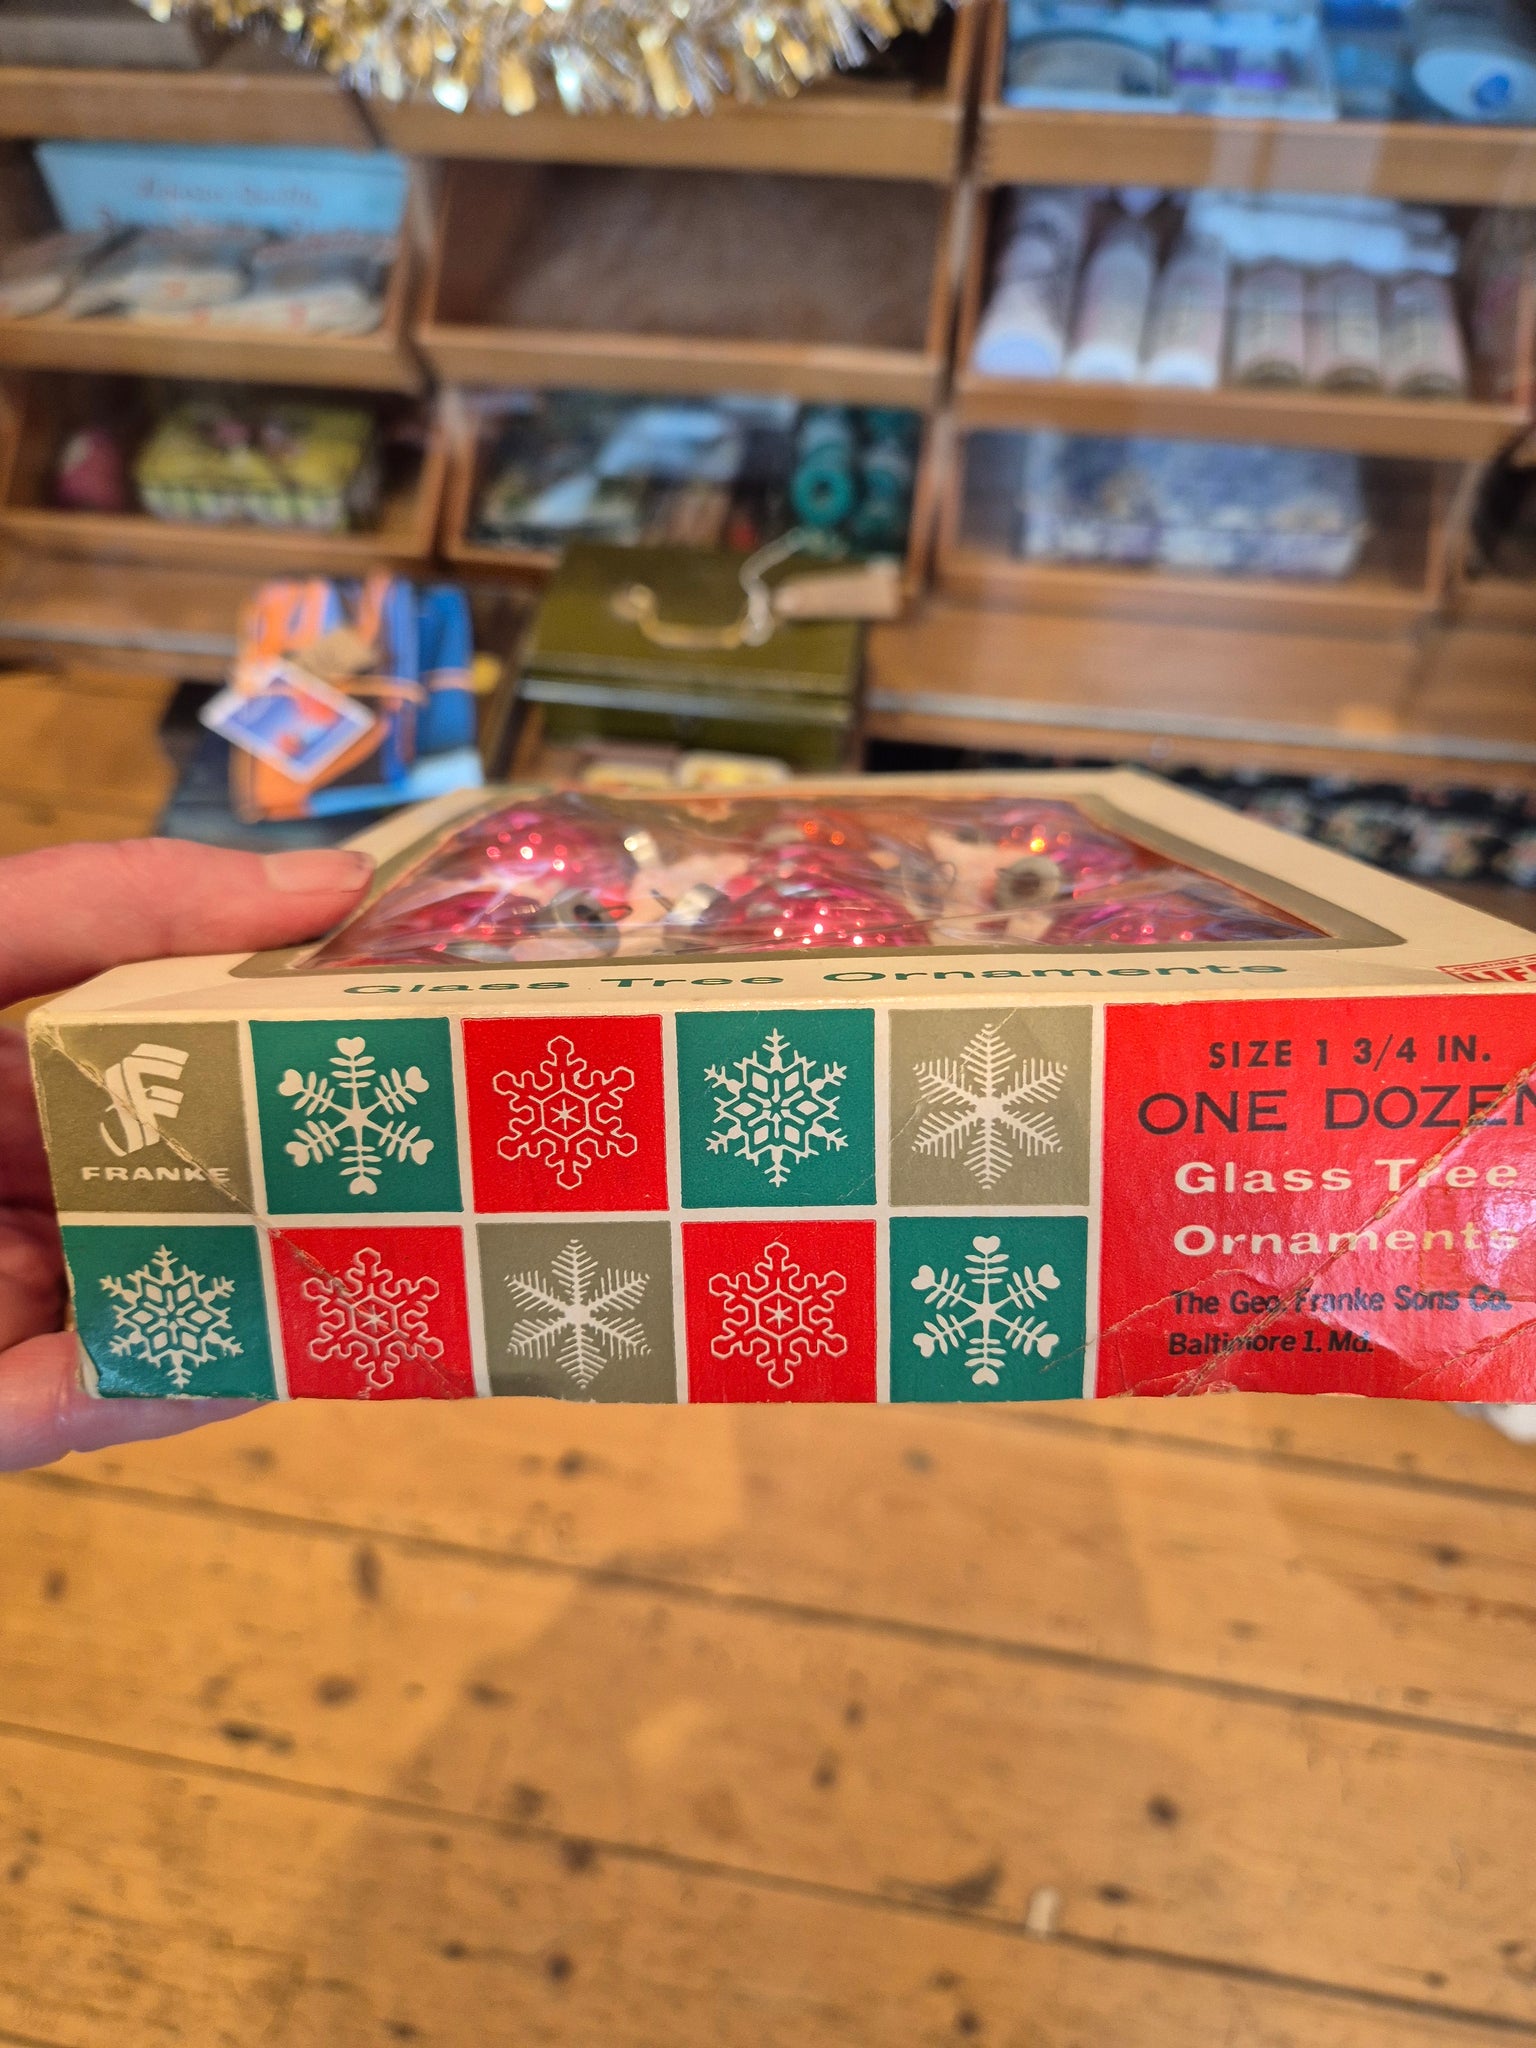 Glass Tree Ornaments
FRANKE
SIZE 1 3/4 IN.
ONE DOZEN
Glass Tree
Ornaments
The Geo. Franke Sons Co.
Baltimore 1, Md.